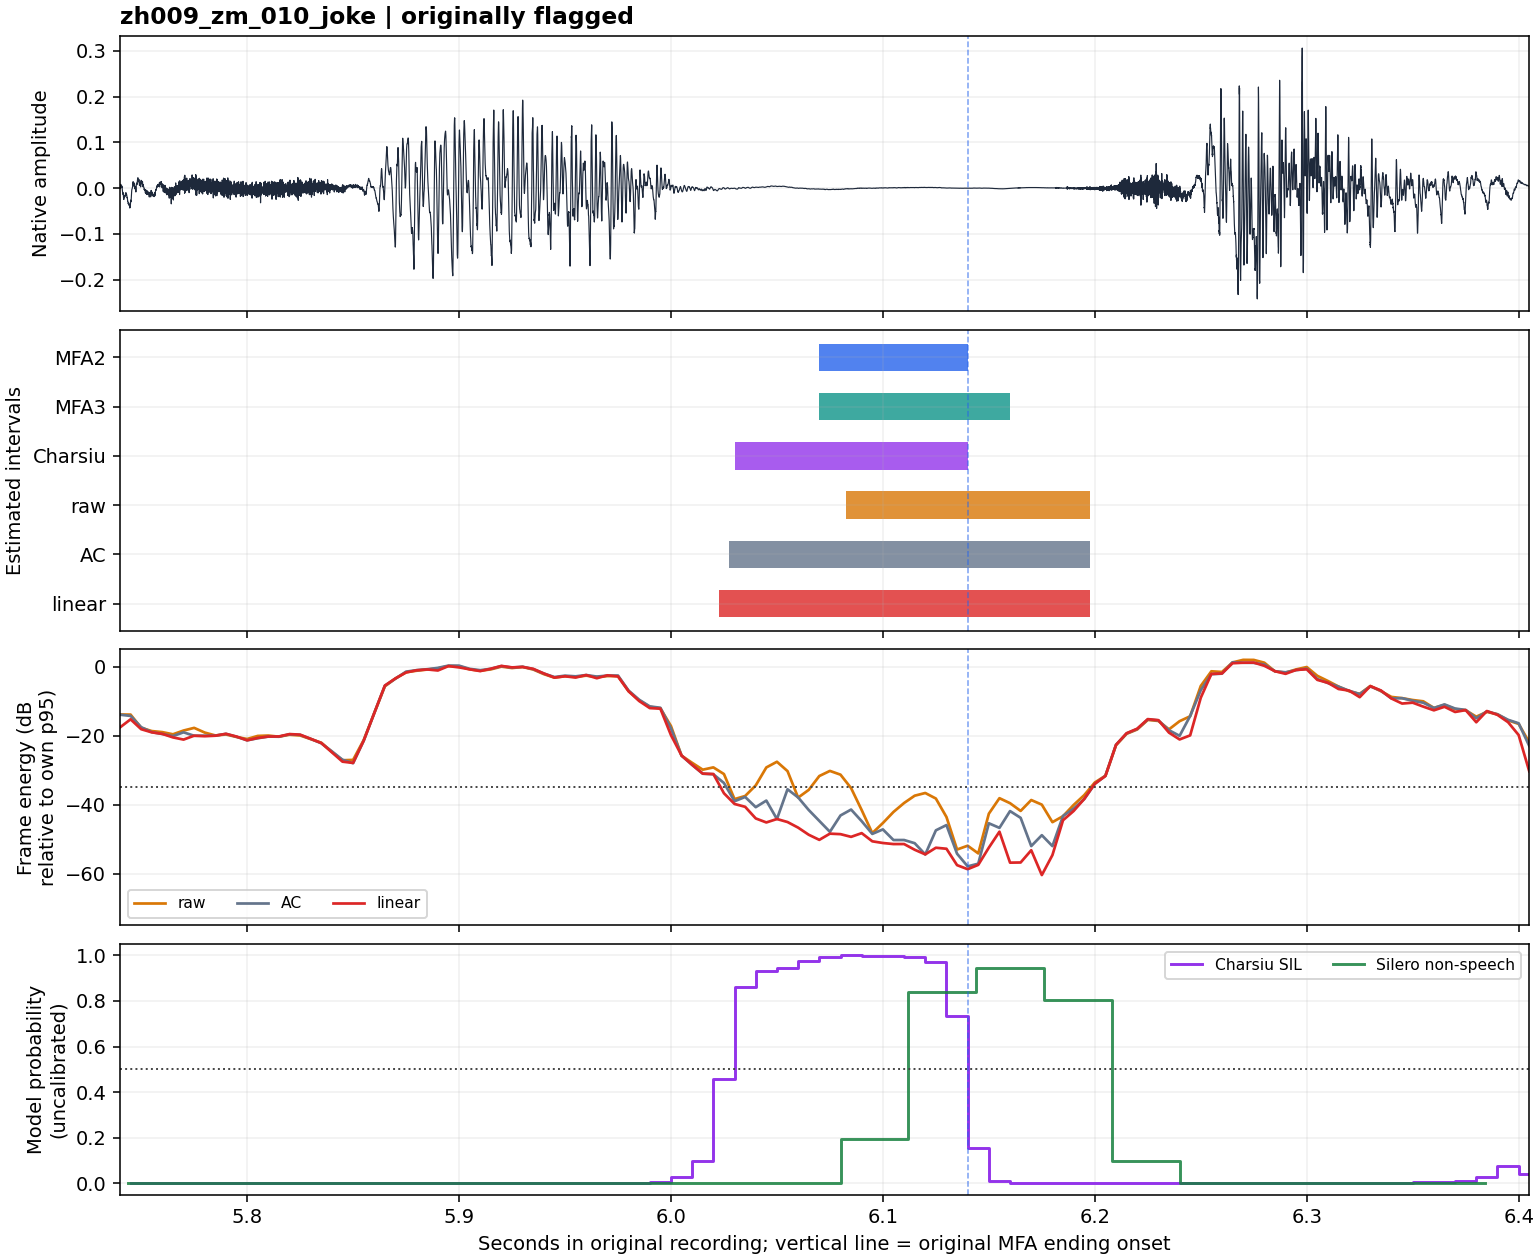 zh009_zm_010_joke | originally flagged
Native amplitude
0.3
0.2
0.1
0.0
−0.1
−0.2
Estimated intervals
MFA2
MFA3
Charsiu
raw
AC
linear
Frame energy (dB
relative to own p95)
0
−20
−40
−60
raw AC linear
Model probability
(uncalibrated)
1.0
0.8
0.6
0.4
0.2
0.0
Charsiu SIL Silero non-speech
5.8 5.9 6.0 6.1 6.2 6.3 6.4
Seconds in original recording; vertical line = original MFA ending onset